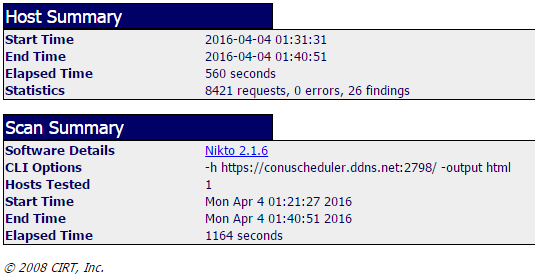 Host Summary
Start Time 2016-04-04 01:31:31
End Time 2016-04-04 01:40:51
Elapsed Time 560 seconds
Statistics 8421 requests, 0 errors, 26 findings
Scan Summary
Software Details Nikto 2.1.6
CLI Options -h https://conuscheduler.ddns.net:2798/ -output html
Hosts Tested 1
Start Time Mon Apr 4 01:21:27 2016
End Time Mon Apr 4 01:40:51 2016
Elapsed Time 1164 seconds
© 2008 CIRT, Inc.